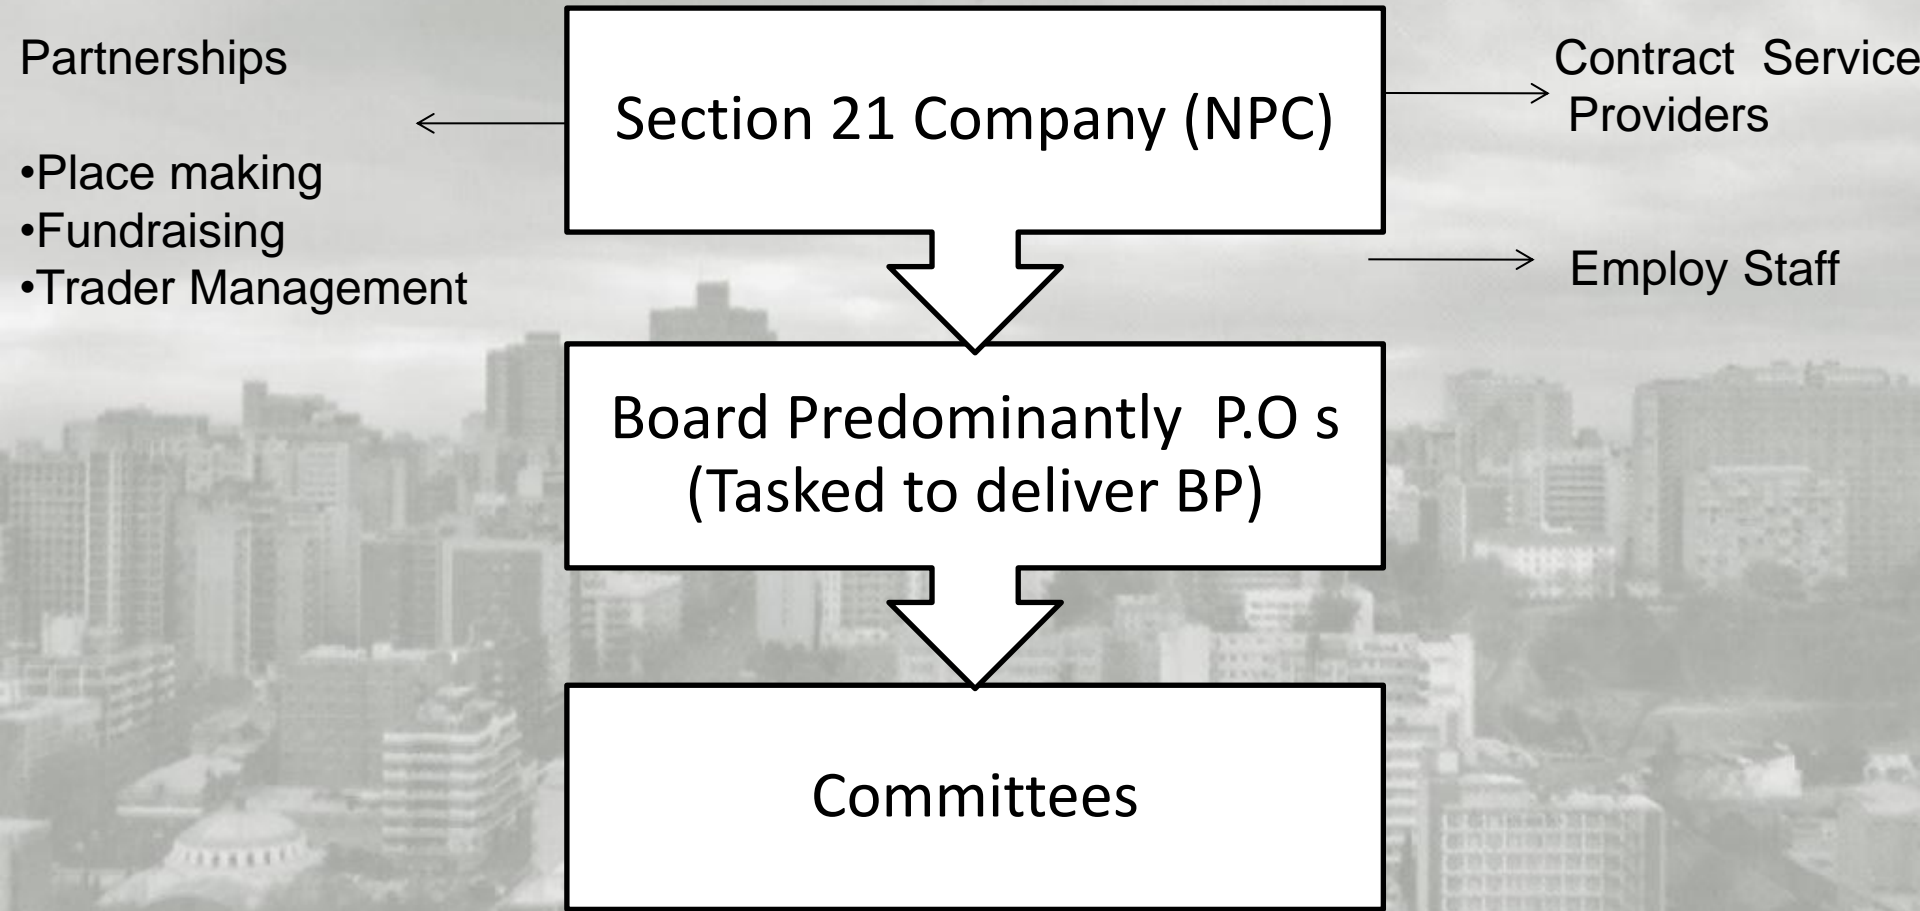 Partnerships
•Place making
•Fundraising
•Trader Management
Section 21 Company (NPC)
Contract Service
Providers
Employ Staff
Board Predominantly P.O s
(Tasked to deliver BP)
Committees